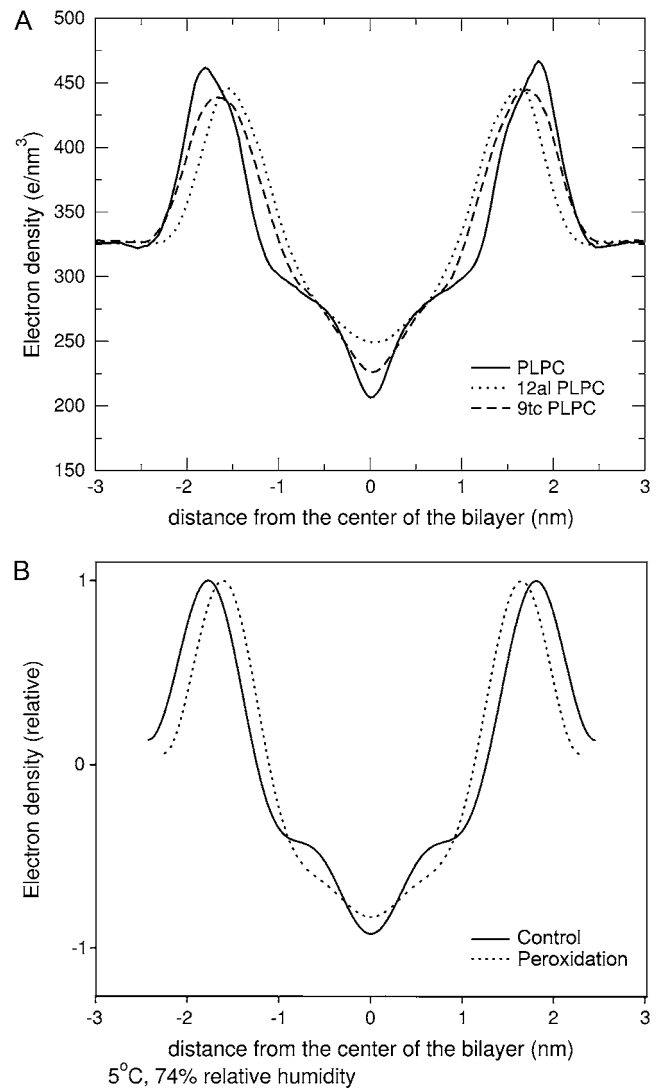 A
500
450
400
350
300
250
200
150
Electron density (e/nm³)
PLPC
12al PLPC
9tc PLPC
-3 -2 -1 0 1 2 3
distance from the center of the bilayer (nm)
B
1
0
-1
Electron density (relative)
Control
Peroxidation
-3 -2 -1 0 1 2 3
distance from the center of the bilayer (nm)
5°C, 74% relative humidity